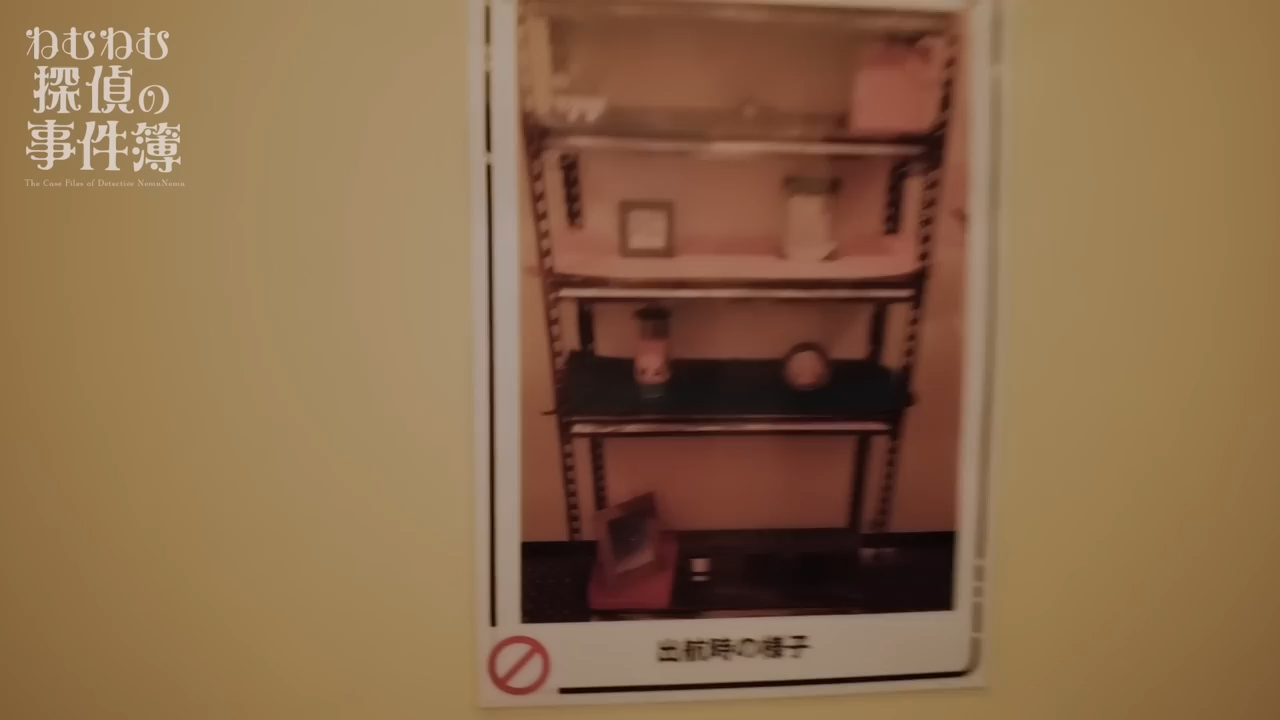 ねむねむ
探偵の
事件簿
The Case Files of Detective NemuNemu
出航時の様子